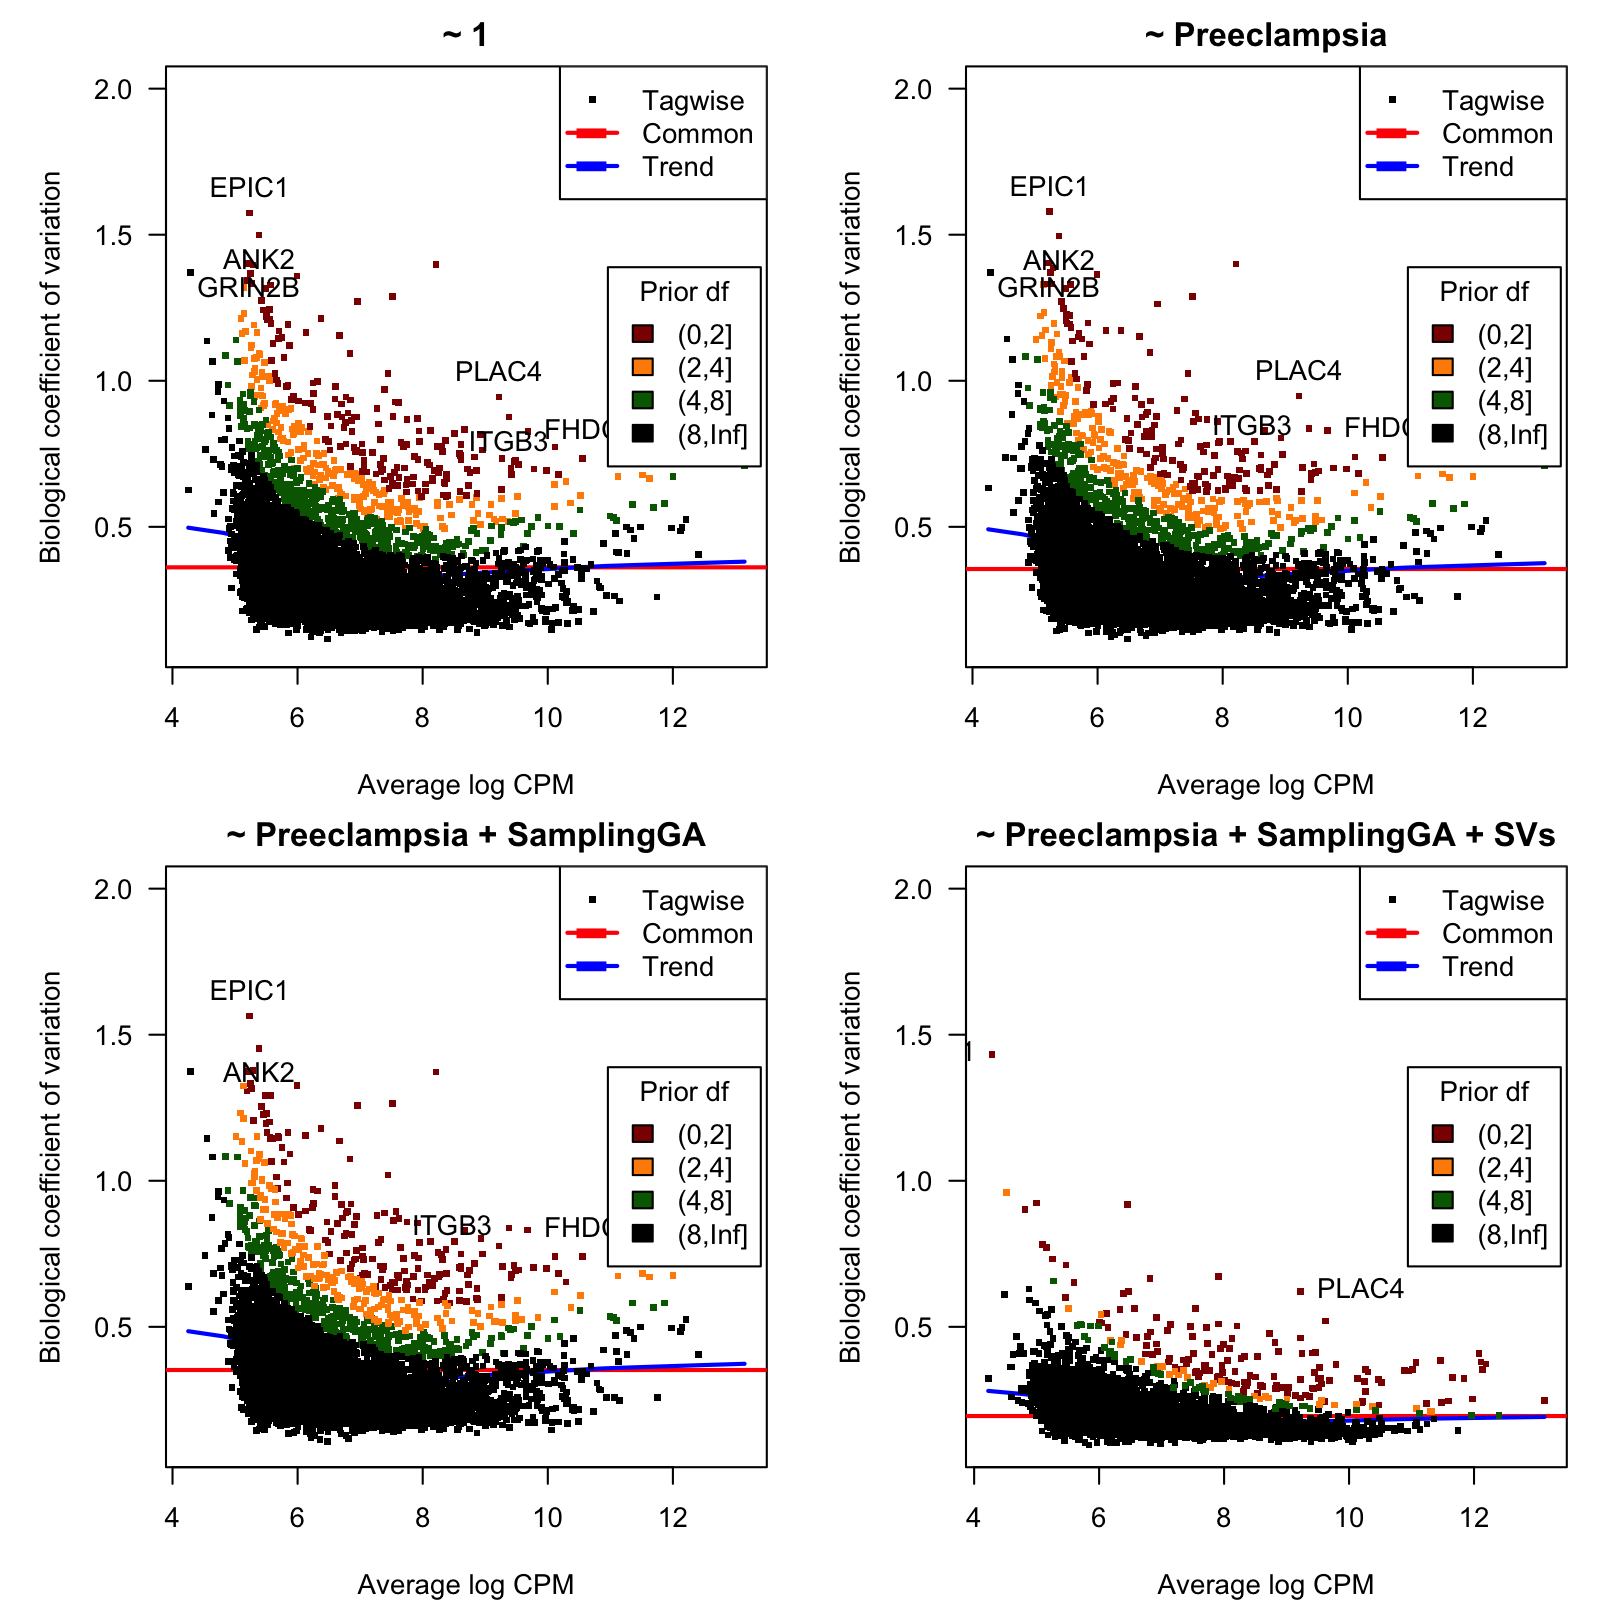 ~ 1
2.0
1.5
1.0
0.5
4
6
8
10
12
Biological coefficient of variation
Average log CPM
Tagwise
Common
Trend
Prior df
(0,2]
(2,4]
(4,8]
(8,Inf]
EPIC1
ANK2
GRIN2B
PLAC4
ITGB3
~ Preeclampsia
2.0
1.5
1.0
0.5
4
6
8
10
12
Biological coefficient of variation
Average log CPM
Tagwise
Common
Trend
Prior df
(0,2]
(2,4]
(4,8]
(8,Inf]
EPIC1
ANK2
GRIN2B
PLAC4
ITGB3
~ Preeclampsia + SamplingGA
2.0
1.5
1.0
0.5
4
6
8
10
12
Biological coefficient of variation
Average log CPM
Tagwise
Common
Trend
Prior df
(0,2]
(2,4]
(4,8]
(8,Inf]
EPIC1
ANK2
ITGB3
~ Preeclampsia + SamplingGA + SVs
2.0
1.5
1.0
0.5
4
6
8
10
12
Biological coefficient of variation
Average log CPM
Tagwise
Common
Trend
Prior df
(0,2]
(2,4]
(4,8]
(8,Inf]
PLAC4